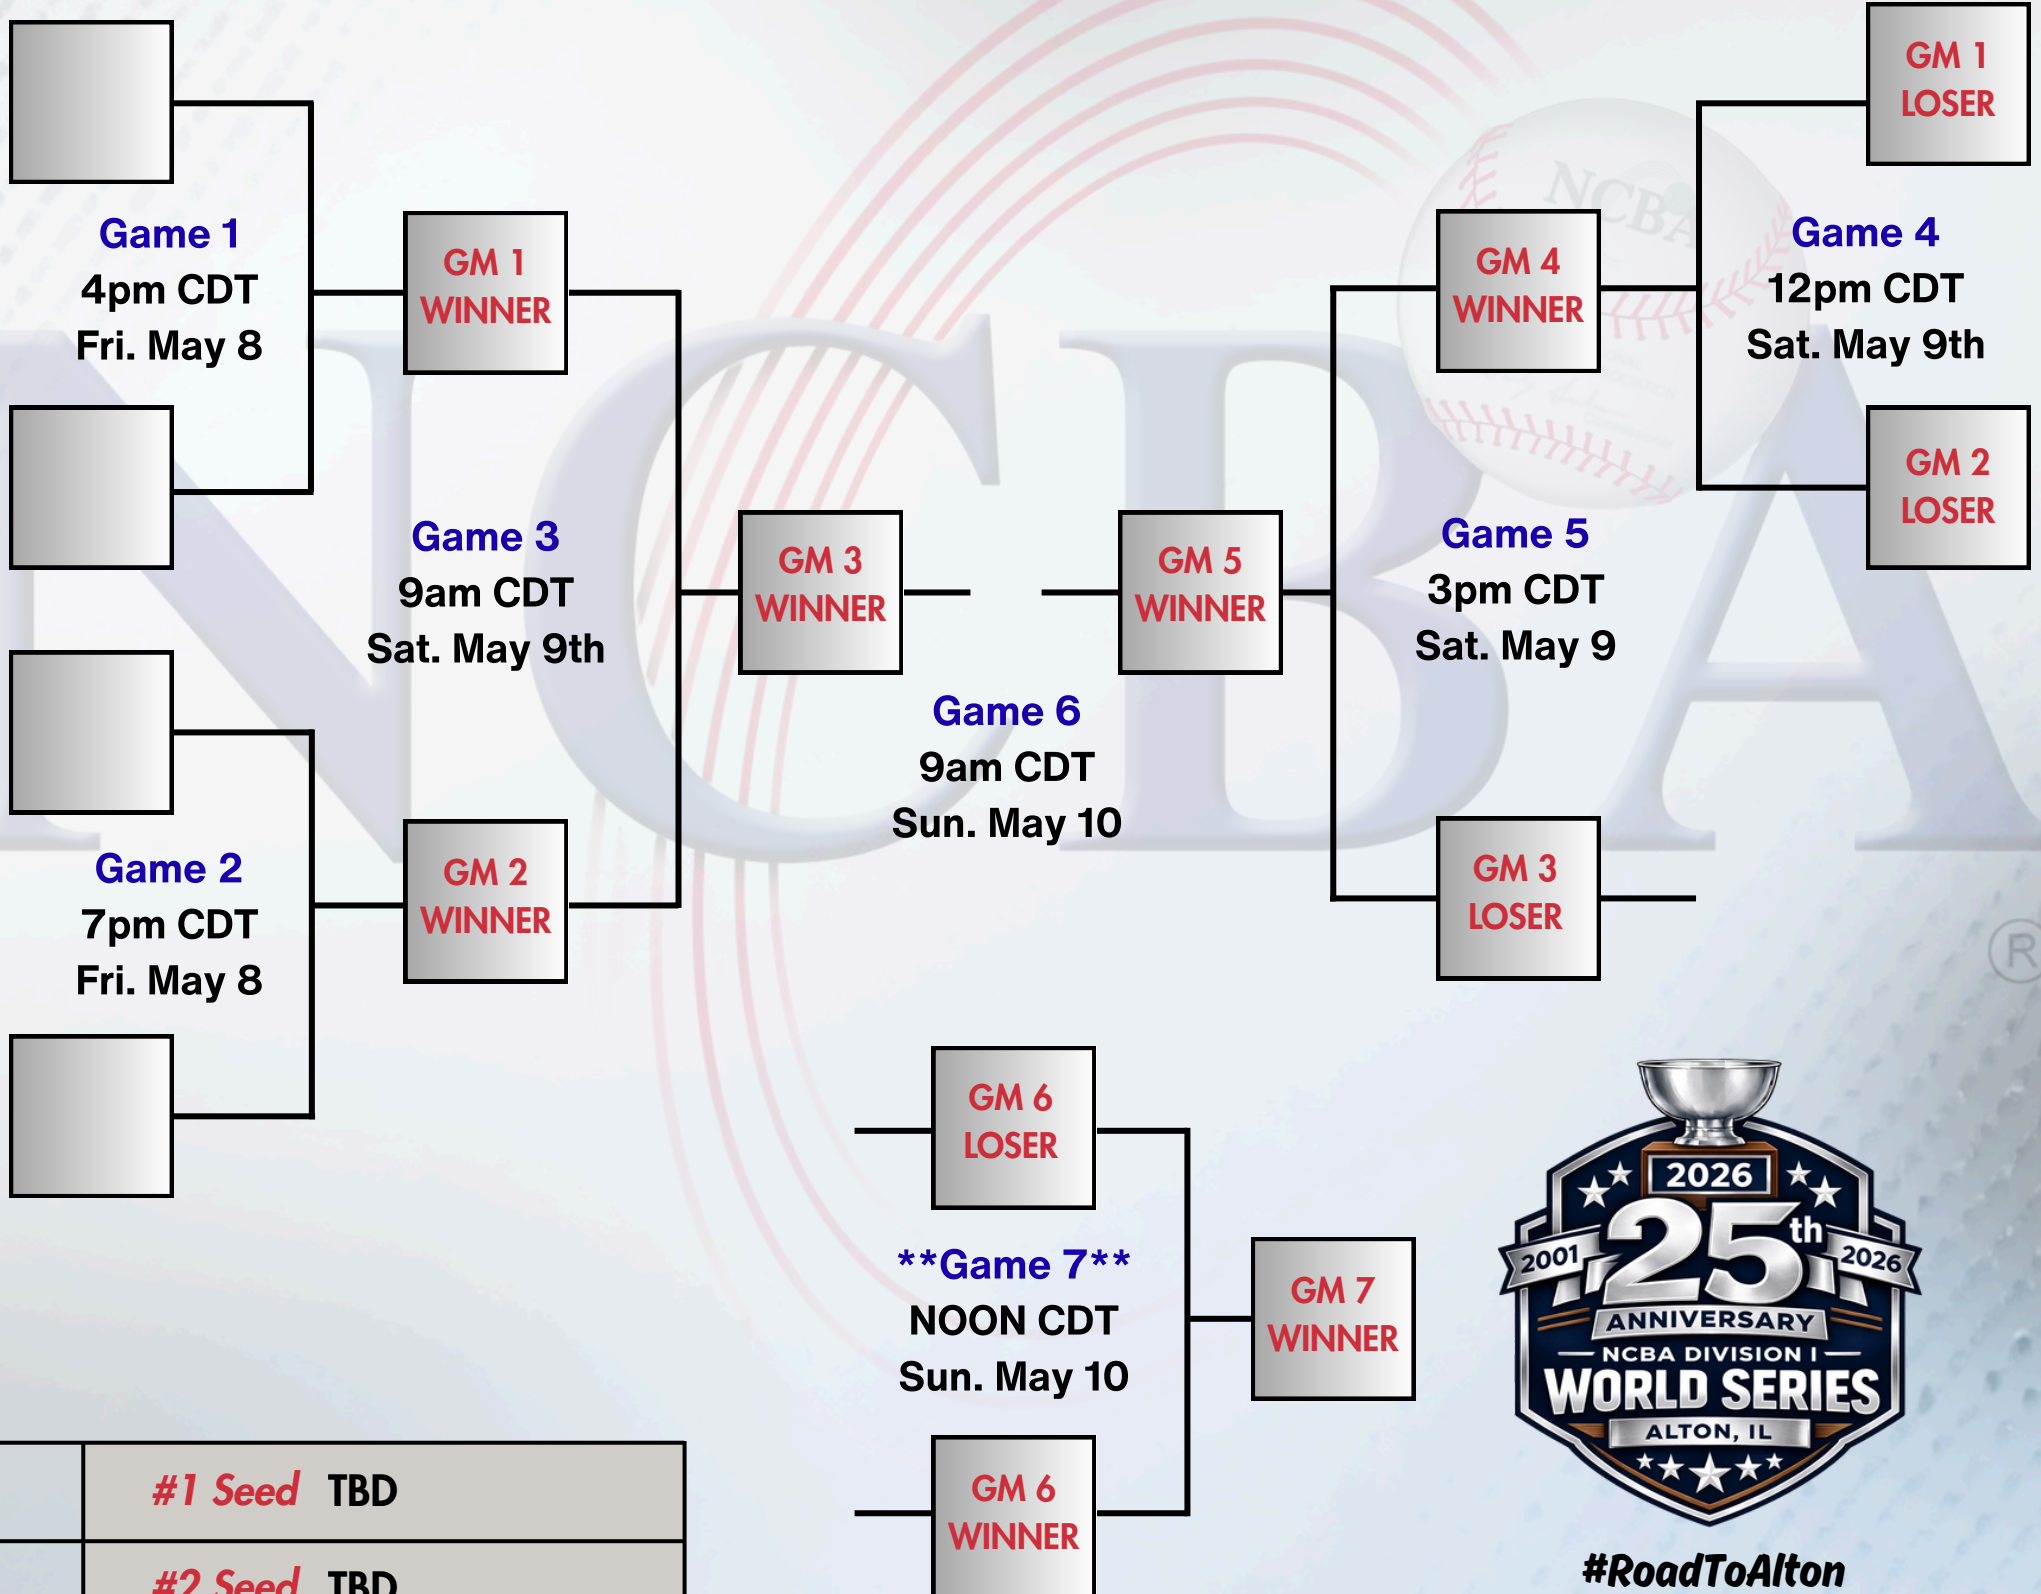 GM 1
LOSER
Game 1
4pm CDT
Fri. May 8
GM 1
WINNER
GM 4
WINNER
Game 4
12pm CDT
Sat. May 9th
GM 2
LOSER
Game 3
9am CDT
Sat. May 9th
GM 3
WINNER
GM 5
WINNER
Game 5
3pm CDT
Sat. May 9
Game 6
9am CDT
Sun. May 10
Game 2
7pm CDT
Fri. May 8
GM 2
WINNER
GM 3
LOSER
NCBA
NCBA
®
GM 6
LOSER
**Game 7**
NOON CDT
Sun. May 10
GM 7
WINNER
GM 6
WINNER
2026
25th
2001
2026
ANNIVERSARY
NCBA DIVISION I
WORLD SERIES
ALTON, IL
#RoadToAlton
#1 Seed TBD
#2 Seed TBD